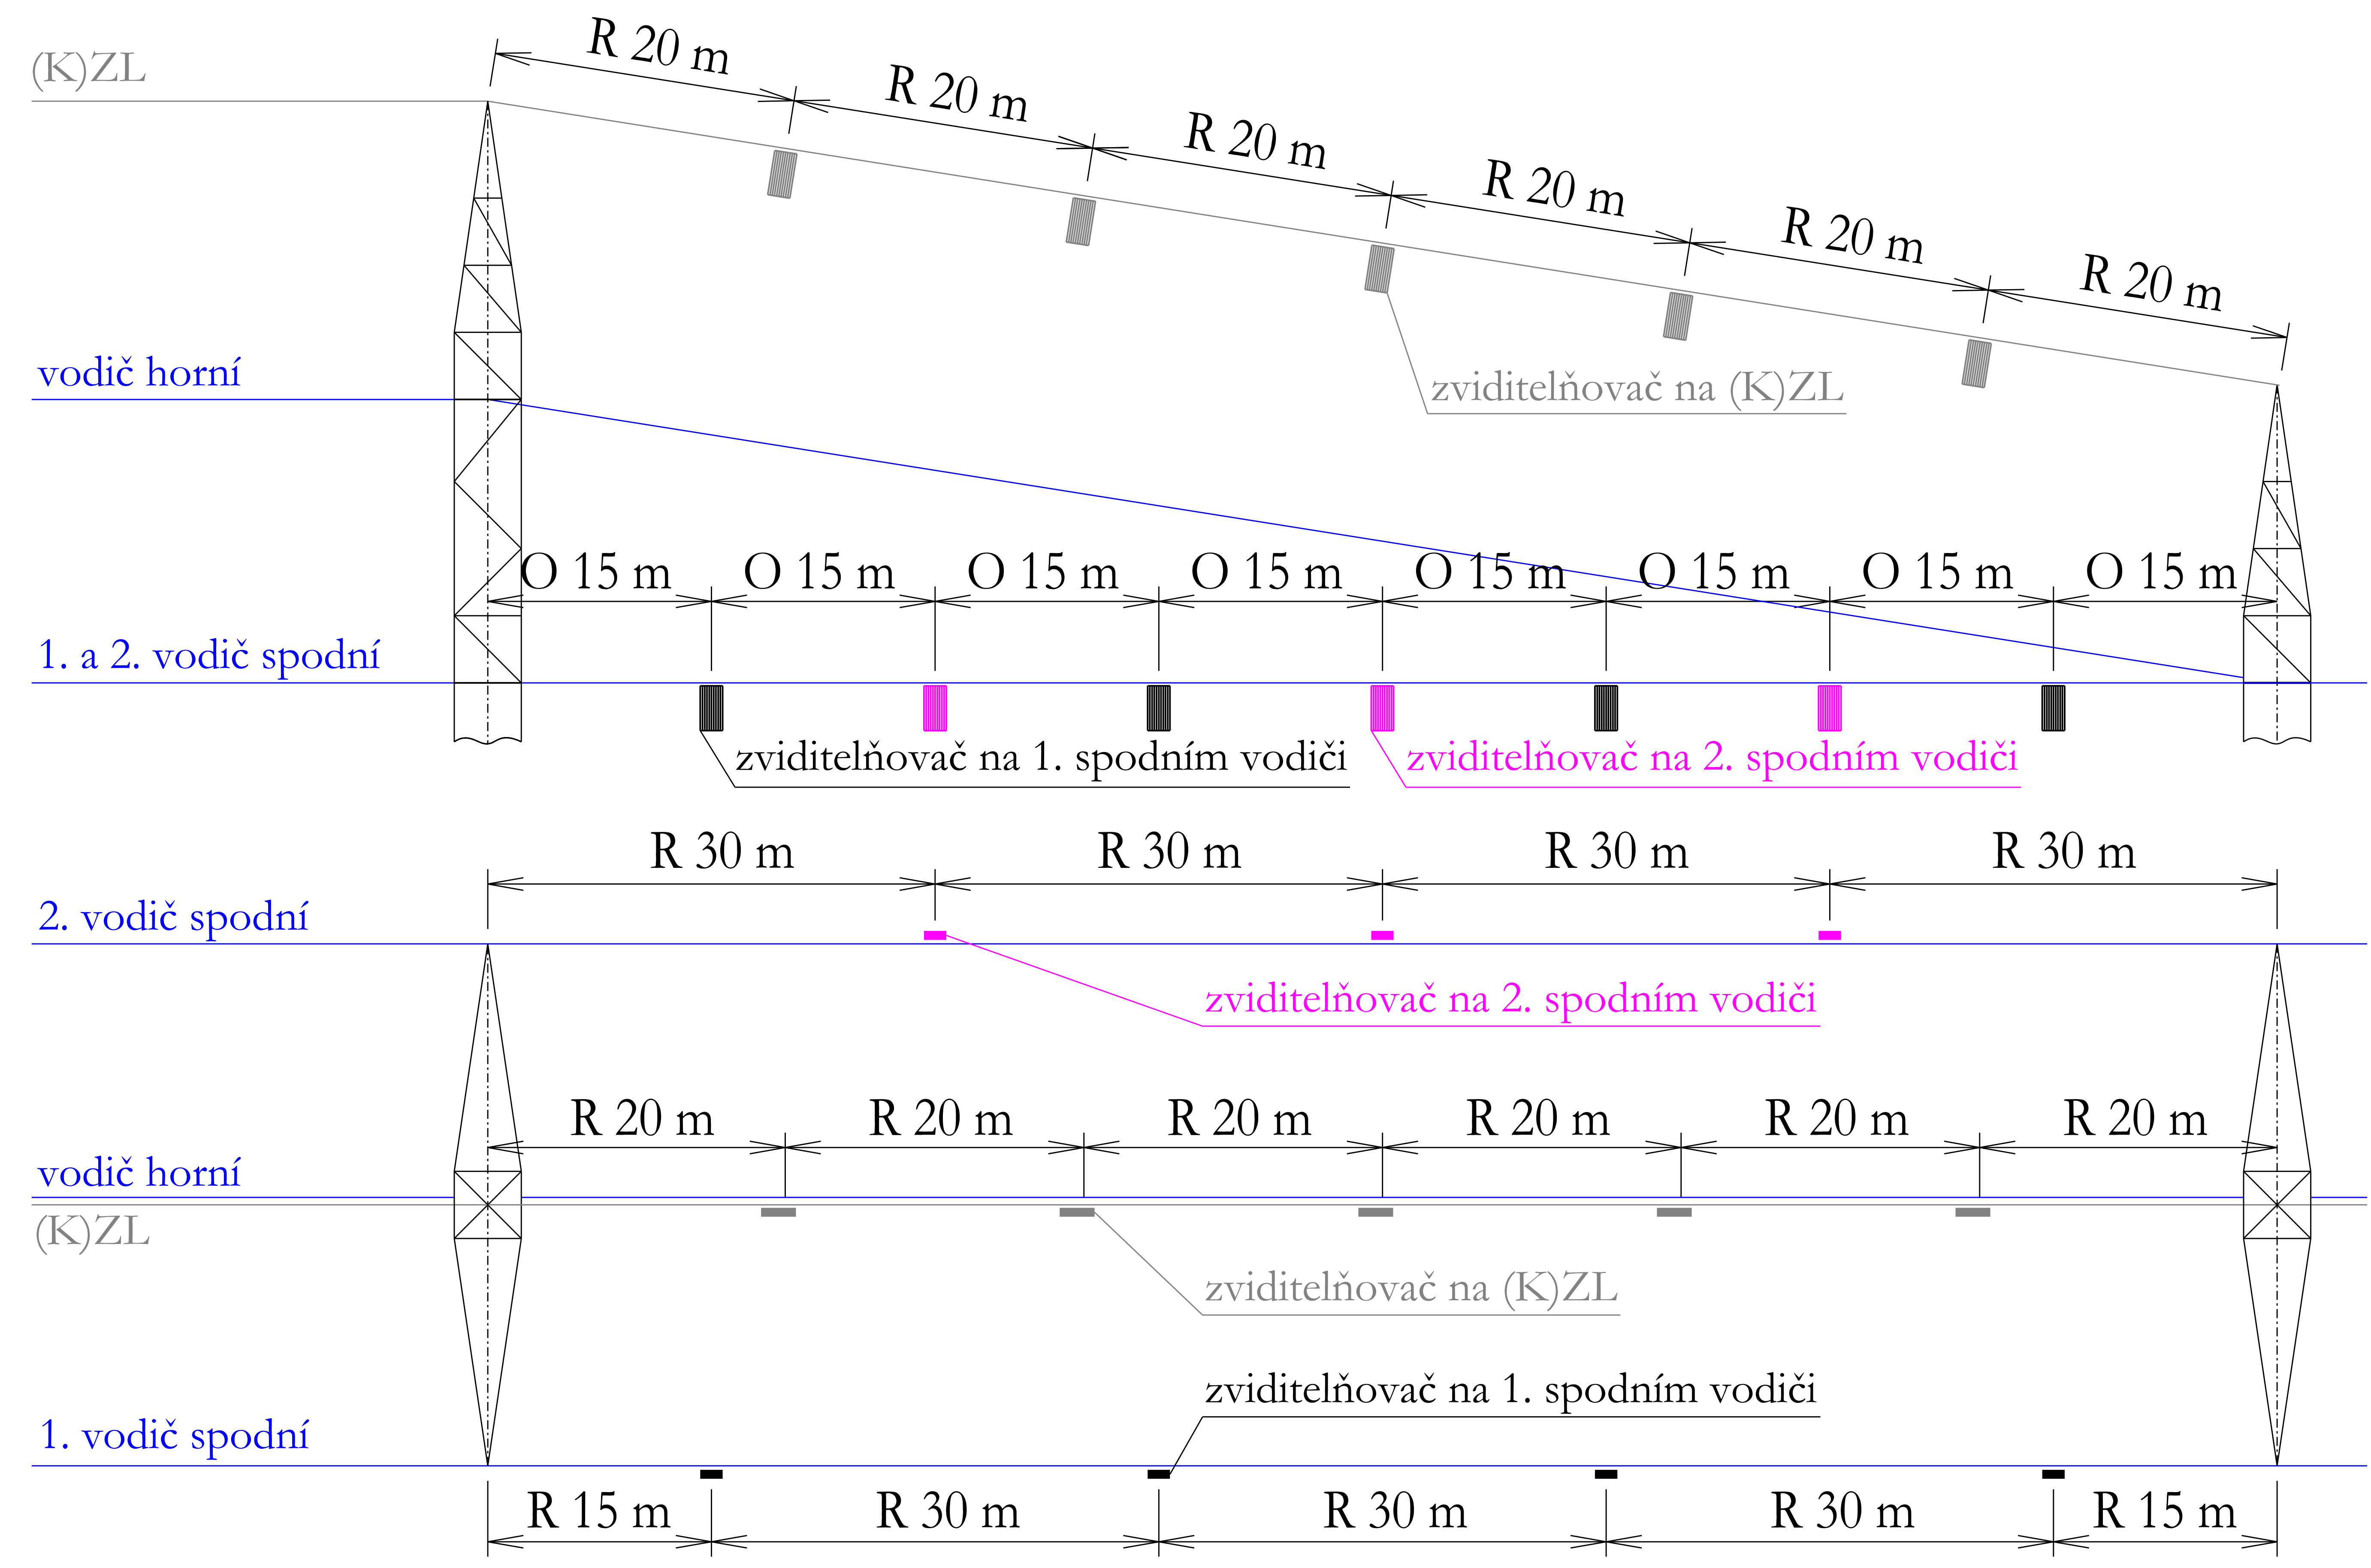 (K)ZL
R 20 m
R 20 m
R 20 m
R 20 m
R 20 m
R 20 m
vodič horní
zviditelňovač na (K)ZL
O 15 m
O 15 m
O 15 m
O 15 m
O 15 m
O 15 m
O 15 m
O 15 m
1. a 2. vodič spodní
zviditelňovač na 1. spodním vodiči
zviditelňovač na 2. spodním vodiči
R 30 m
R 30 m
R 30 m
R 30 m
2. vodič spodní
zviditelňovač na 2. spodním vodiči
R 20 m
R 20 m
R 20 m
R 20 m
R 20 m
R 20 m
vodič horní
(K)ZL
zviditelňovač na (K)ZL
zviditelňovač na 1. spodním vodiči
1. vodič spodní
R 15 m
R 30 m
R 30 m
R 30 m
R 15 m